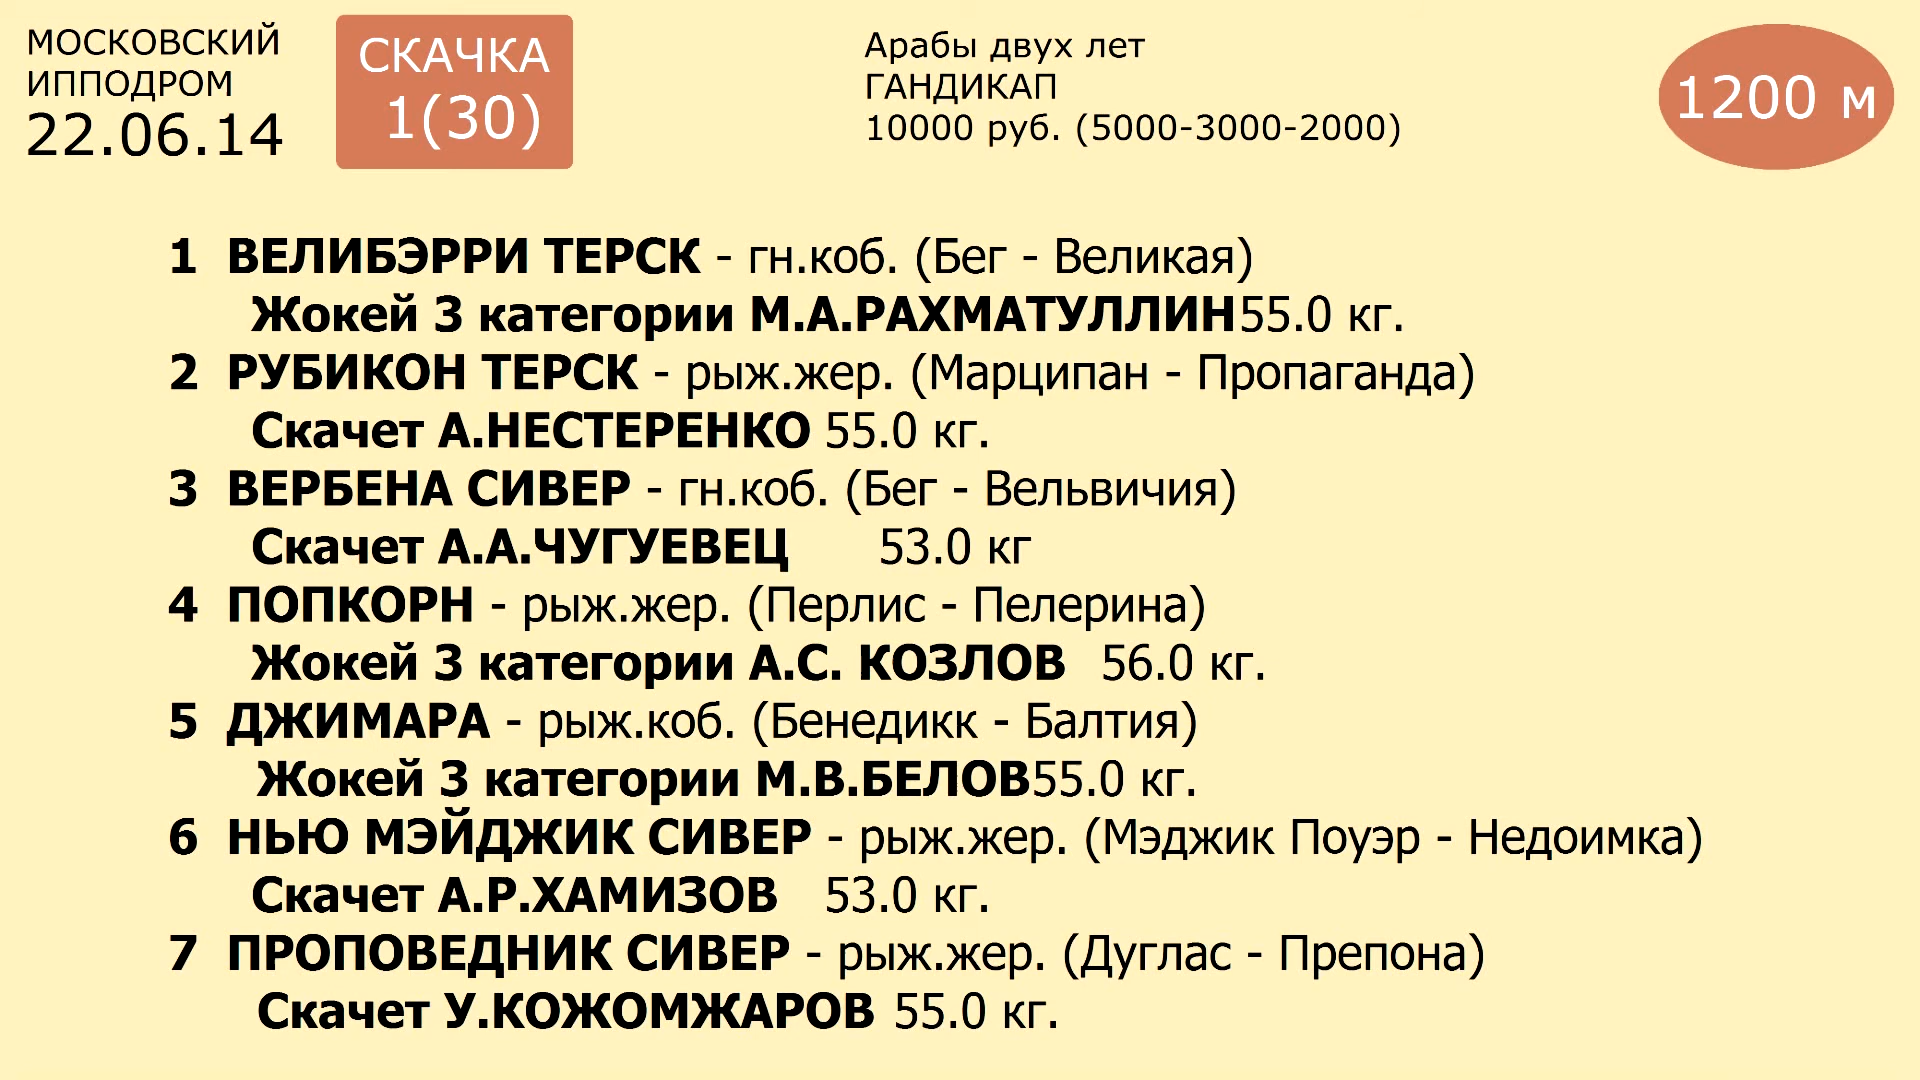 МОСКОВСКИЙ
ИППОДРОМ
22.06.14
СКАЧКА
1(30)
Арабы двух лет
ГАНДИКАП
10000 руб. (5000-3000-2000)
1200 м
1 ВЕЛИБЭРРИ ТЕРСК - гн.коб. (Бег - Великая)
Жокей 3 категории М.А.РАХМАТУЛЛИН55.0 кг.
2 РУБИКОН ТЕРСК - рыж.жер. (Марципан - Пропаганда)
Скачет А.НЕСТЕРЕНКО 55.0 кг.
3 ВЕРБЕНА СИВЕР - гн.коб. (Бег - Вельвичия)
Скачет А.А.ЧУГУЕВЕЦ 53.0 кг
4 ПОПКОРН - рыж.жер. (Перлис - Пелерина)
Жокей 3 категории А.С. КОЗЛОВ 56.0 кг.
5 ДЖИМАРА - рыж.коб. (Бенедикк - Балтия)
Жокей 3 категории М.В.БЕЛОВ55.0 кг.
6 НЬЮ МЭЙДЖИК СИВЕР - рыж.жер. (Мэджик Поуэр - Недоимка)
Скачет А.Р.ХАМИЗОВ 53.0 кг.
7 ПРОПОВЕДНИК СИВЕР - рыж.жер. (Дуглас - Препона)
Скачет У.КОЖОМЖАРОВ 55.0 кг.